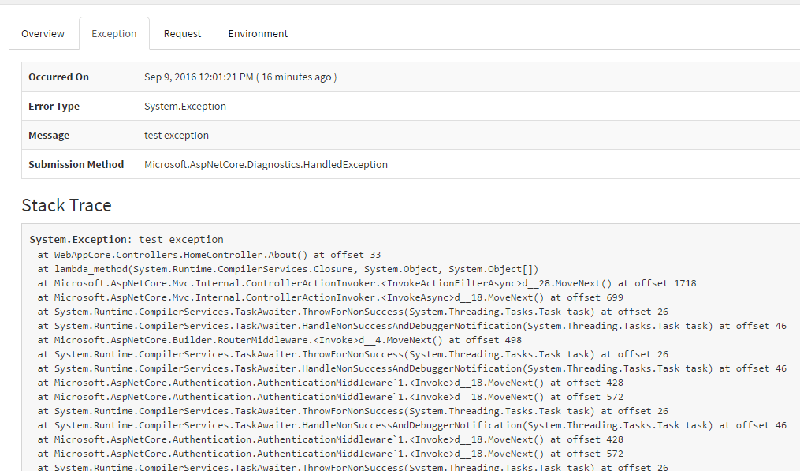 Overview Exception Request Environment
Occurred On Sep 9, 2016 12:01:21 PM ( 16 minutes ago )
Error Type System.Exception
Message test exception
Submission Method Microsoft.AspNetCore.Diagnostics.HandledException
Stack Trace
System.Exception: test exception
at WebAppCore.Controllers.HomeController.About() at offset 33
at lambda_method(System.Runtime.CompilerServices.Closure, System.Object, System.Object[])
at Microsoft.AspNetCore.Mvc.Internal.ControllerActionInvoker.<InvokeActionFilterAsync>d__28.MoveNext() at offset 1718
at Microsoft.AspNetCore.Mvc.Internal.ControllerActionInvoker.<InvokeAsync>d__18.MoveNext() at offset 699
at System.Runtime.CompilerServices.TaskAwaiter.ThrowForNonSuccess(System.Threading.Tasks.Task task) at offset 26
at System.Runtime.CompilerServices.TaskAwaiter.HandleNonSuccessAndDebuggerNotification(System.Threading.Tasks.Task task) at offset 46
at Microsoft.AspNetCore.Builder.RouterMiddleware.<Invoke>d__4.MoveNext() at offset 498
at System.Runtime.CompilerServices.TaskAwaiter.ThrowForNonSuccess(System.Threading.Tasks.Task task) at offset 26
at System.Runtime.CompilerServices.TaskAwaiter.HandleNonSuccessAndDebuggerNotification(System.Threading.Tasks.Task task) at offset 46
at Microsoft.AspNetCore.Authentication.AuthenticationMiddleware`1.<Invoke>d__18.MoveNext() at offset 428
at Microsoft.AspNetCore.Authentication.AuthenticationMiddleware`1.<Invoke>d__18.MoveNext() at offset 572
at System.Runtime.CompilerServices.TaskAwaiter.ThrowForNonSuccess(System.Threading.Tasks.Task task) at offset 26
at System.Runtime.CompilerServices.TaskAwaiter.HandleNonSuccessAndDebuggerNotification(System.Threading.Tasks.Task task) at offset 46
at Microsoft.AspNetCore.Authentication.AuthenticationMiddleware`1.<Invoke>d__18.MoveNext() at offset 428
at Microsoft.AspNetCore.Authentication.AuthenticationMiddleware`1.<Invoke>d__18.MoveNext() at offset 572
at System.Runtime.CompilerServices.TaskAwaiter.ThrowForNonSuccess(System.Threading.Tasks.Task task) at offset 26